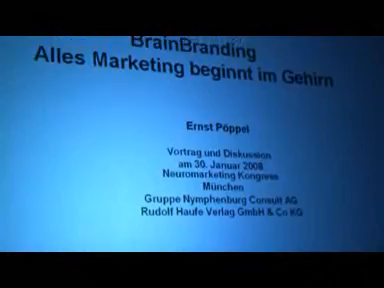 BrainBranding
Alles Marketing beginnt im Gehirn
Ernst Pöppel
Vortrag und Diskussion
am 30. Januar 2008
Neuromarketing Kongress
München
Gruppe Nymphenburg Consult AG
Rudolf Haufe Verlag GmbH & Co KG